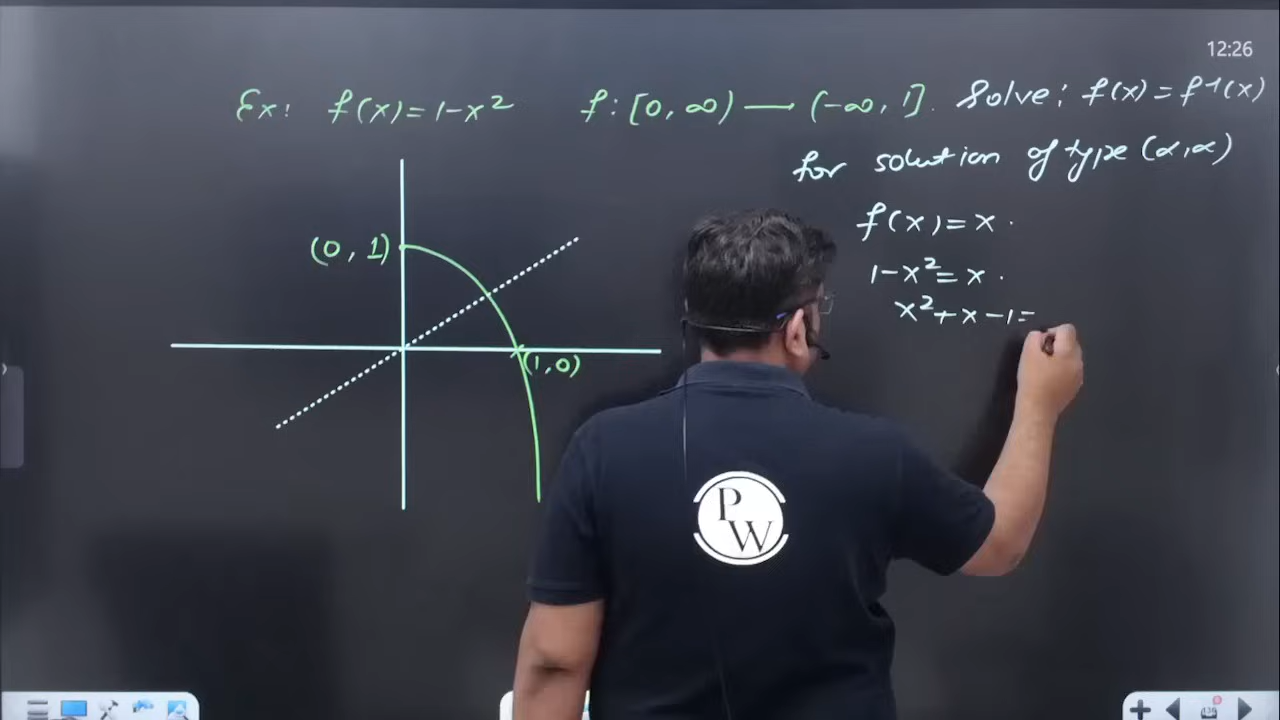 12:26
Ex: f(x)=1-x² f:[0,∞) — (-∞,1]. Solve: f(x)=f⁻¹(x)
for solution of type (α,α)
f(x)=x.
1-x²=x.
x²+x-1=
(0,1)
(1,0)
PW